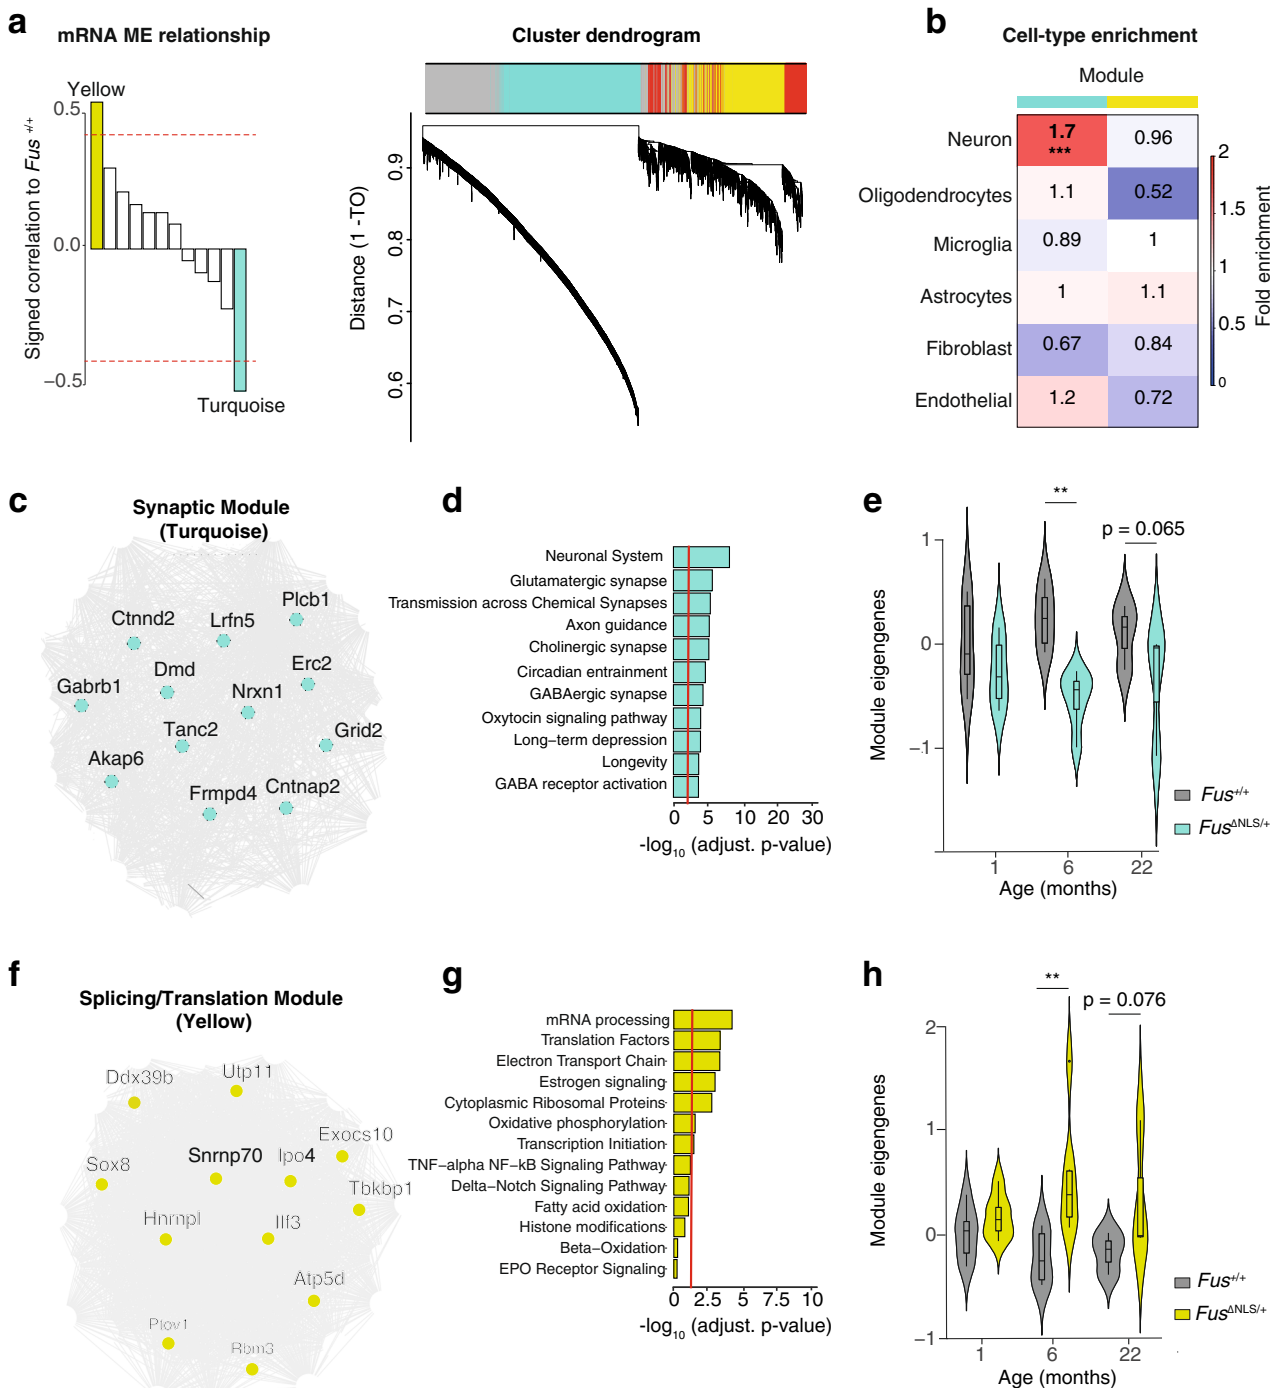 a
mRNA ME relationship
Yellow
0.5
0.0
−0.5
Signed correlation to Fus +/+
Turquoise
Cluster dendrogram
Distance (1 -TO)
0.9
0.8
0.7
0.6
b
Cell-type enrichment
Module
Neuron 1.7 *** 0.96
Oligodendrocytes 1.1 0.52
Microglia 0.89 1
Astrocytes 1 1.1
Fibroblast 0.67 0.84
Endothelial 1.2 0.72
2
1.5
1
0.5
0
Fold enrichment
c
Synaptic Module
(Turquoise)
Plcb1
Ctnnd2
Lrfn5
Dmd
Erc2
Gabrb1
Nrxn1
Tanc2
Grid2
Akap6
Frmpd4
Cntnap2
d
Neuronal System
Glutamatergic synapse
Transmission across Chemical Synapses
Axon guidance
Cholinergic synapse
Circadian entrainment
GABAergic synapse
Oxytocin signaling pathway
Long−term depression
Longevity
GABA receptor activation
0 5 10 20 30
-log10 (adjust. p-value)
e
**
p = 0.065
1
0
−1
Module eigengenes
1 6 22
Age (months)
Fus+/+
FusΔNLS/+
f
Splicing/Translation Module
(Yellow)
Ddx39b
Utp11
Exocs10
Snrnp70
Ipo4
Sox8
Tbkbp1
Hnrnpl
Ilf3
Atp5d
Plov1
Rbm3
g
mRNA processing
Translation Factors
Electron Transport Chain
Estrogen signaling
Cytoplasmic Ribosomal Proteins
Oxidative phosphorylation
Transcription Initiation
TNF−alpha NF−kB Signaling Pathway
Delta−Notch Signaling Pathway
Fatty acid oxidation
Histone modifications
Beta−Oxidation
EPO Receptor Signaling
0 2.5 5 7.5 10
-log10 (adjust. p-value)
h
**
p = 0.076
2
1
0
−1
Module eigengenes
1 6 22
Age (months)
Fus+/+
FusΔNLS/+